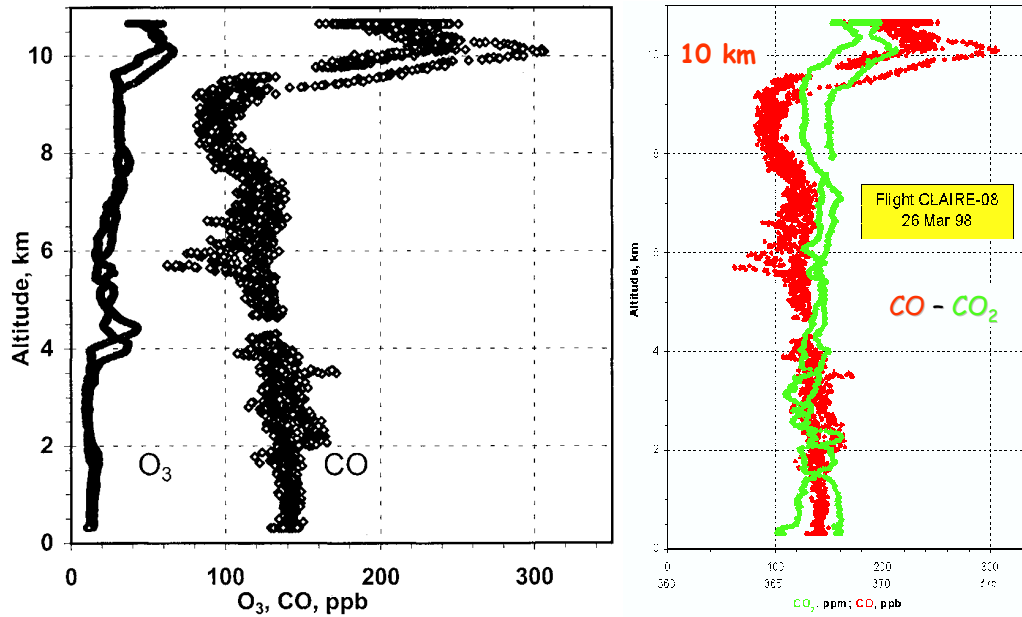 10
8
6
4
2
0
Altitude, km
O₃
CO
0 100 200 300
O₃, CO, ppb
10 km
Flight CLAIRE-08
26 Mar 98
CO – CO₂
Altitude, km
4
2
0 100 200 300
365 370
CO₂, ppm; CO, ppb